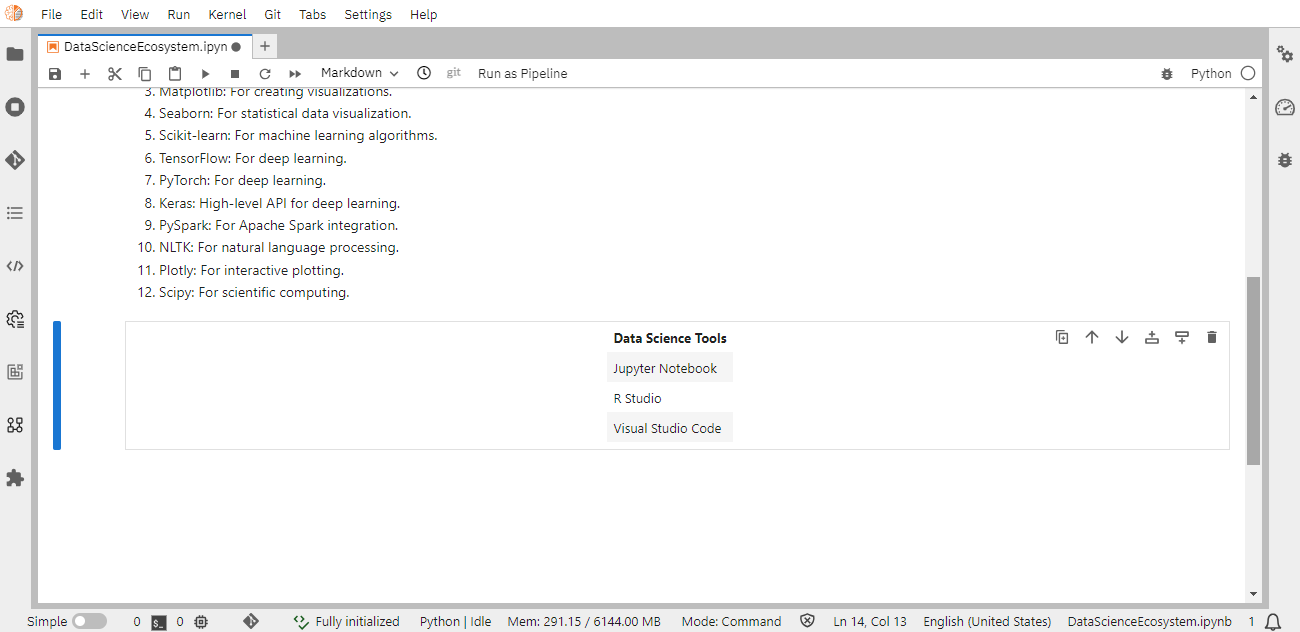 File Edit View Run Kernel Git Tabs Settings Help
DataScienceEcosystem.ipyn
Markdown git Run as Pipeline Python
3. Matplotlib: For creating visualizations.
4. Seaborn: For statistical data visualization.
5. Scikit-learn: For machine learning algorithms.
6. TensorFlow: For deep learning.
7. PyTorch: For deep learning.
8. Keras: High-level API for deep learning.
9. PySpark: For Apache Spark integration.
10. NLTK: For natural language processing.
11. Plotly: For interactive plotting.
12. Scipy: For scientific computing.
Data Science Tools
Jupyter Notebook
R Studio
Visual Studio Code
Simple 0 $_ 0 Fully initialized Python | Idle Mem: 291.15 / 6144.00 MB Mode: Command Ln 14, Col 13 English (United States) DataScienceEcosystem.ipynb 1